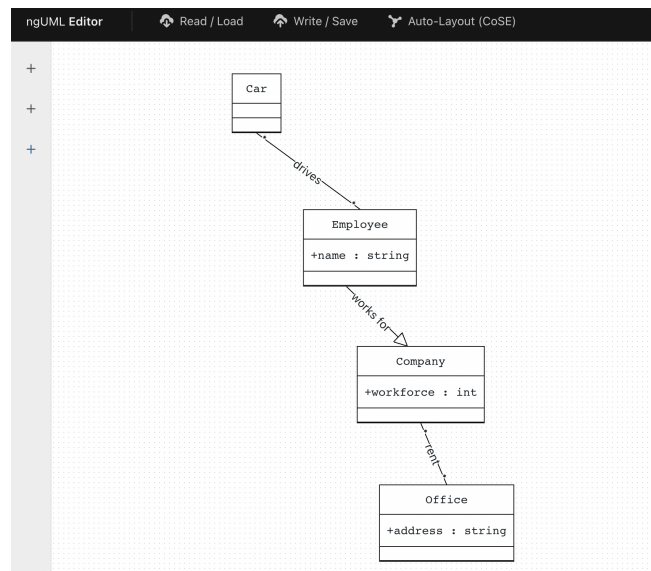 ngUML Editor
Read / Load
Write / Save
Auto-Layout (CoSE)
+
+
+
Car
*
drives
*
Employee
+name : string
works for
Company
+workforce : int
*
rent
*
Office
+address : string